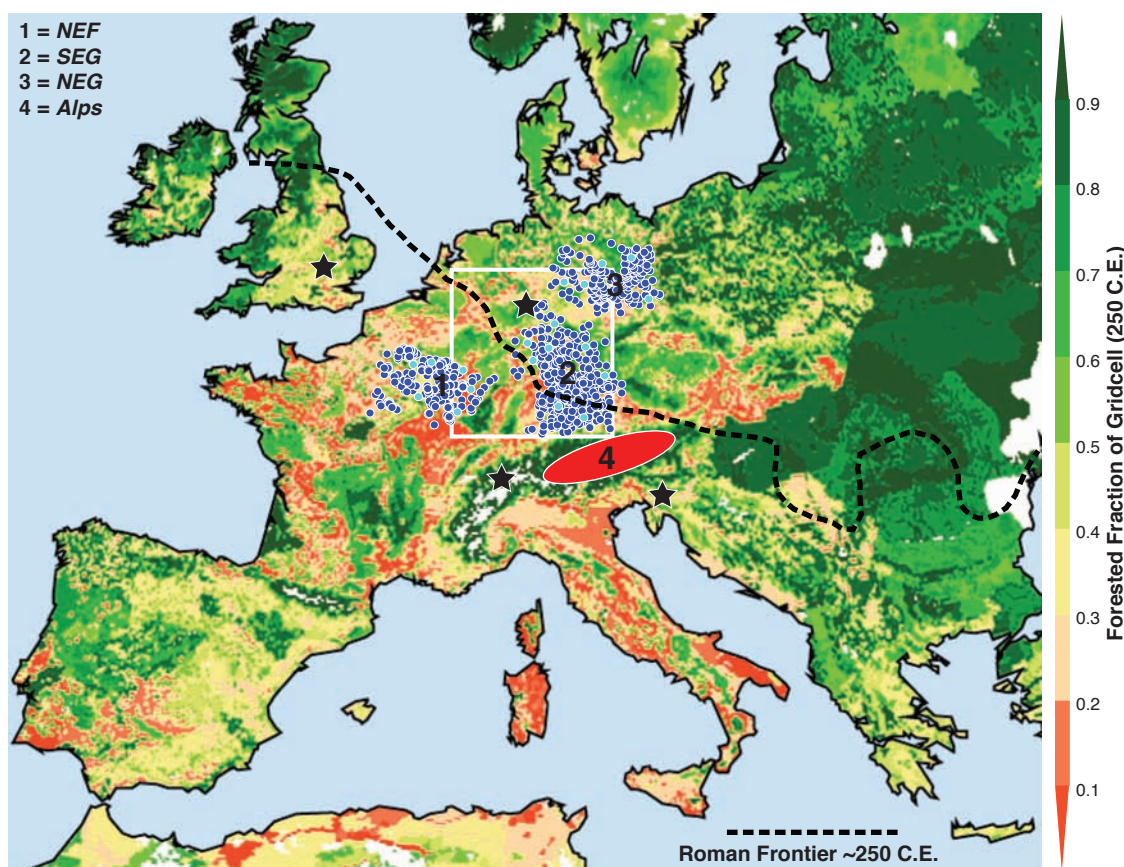 1 = NEF
2 = SEG
3 = NEG
4 = Alps
1
2
3
4
Roman Frontier ~250 C.E.
0.9
0.8
0.7
0.6
0.5
0.4
0.3
0.2
0.1
Forested Fraction of Gridcell (250 C.E.)